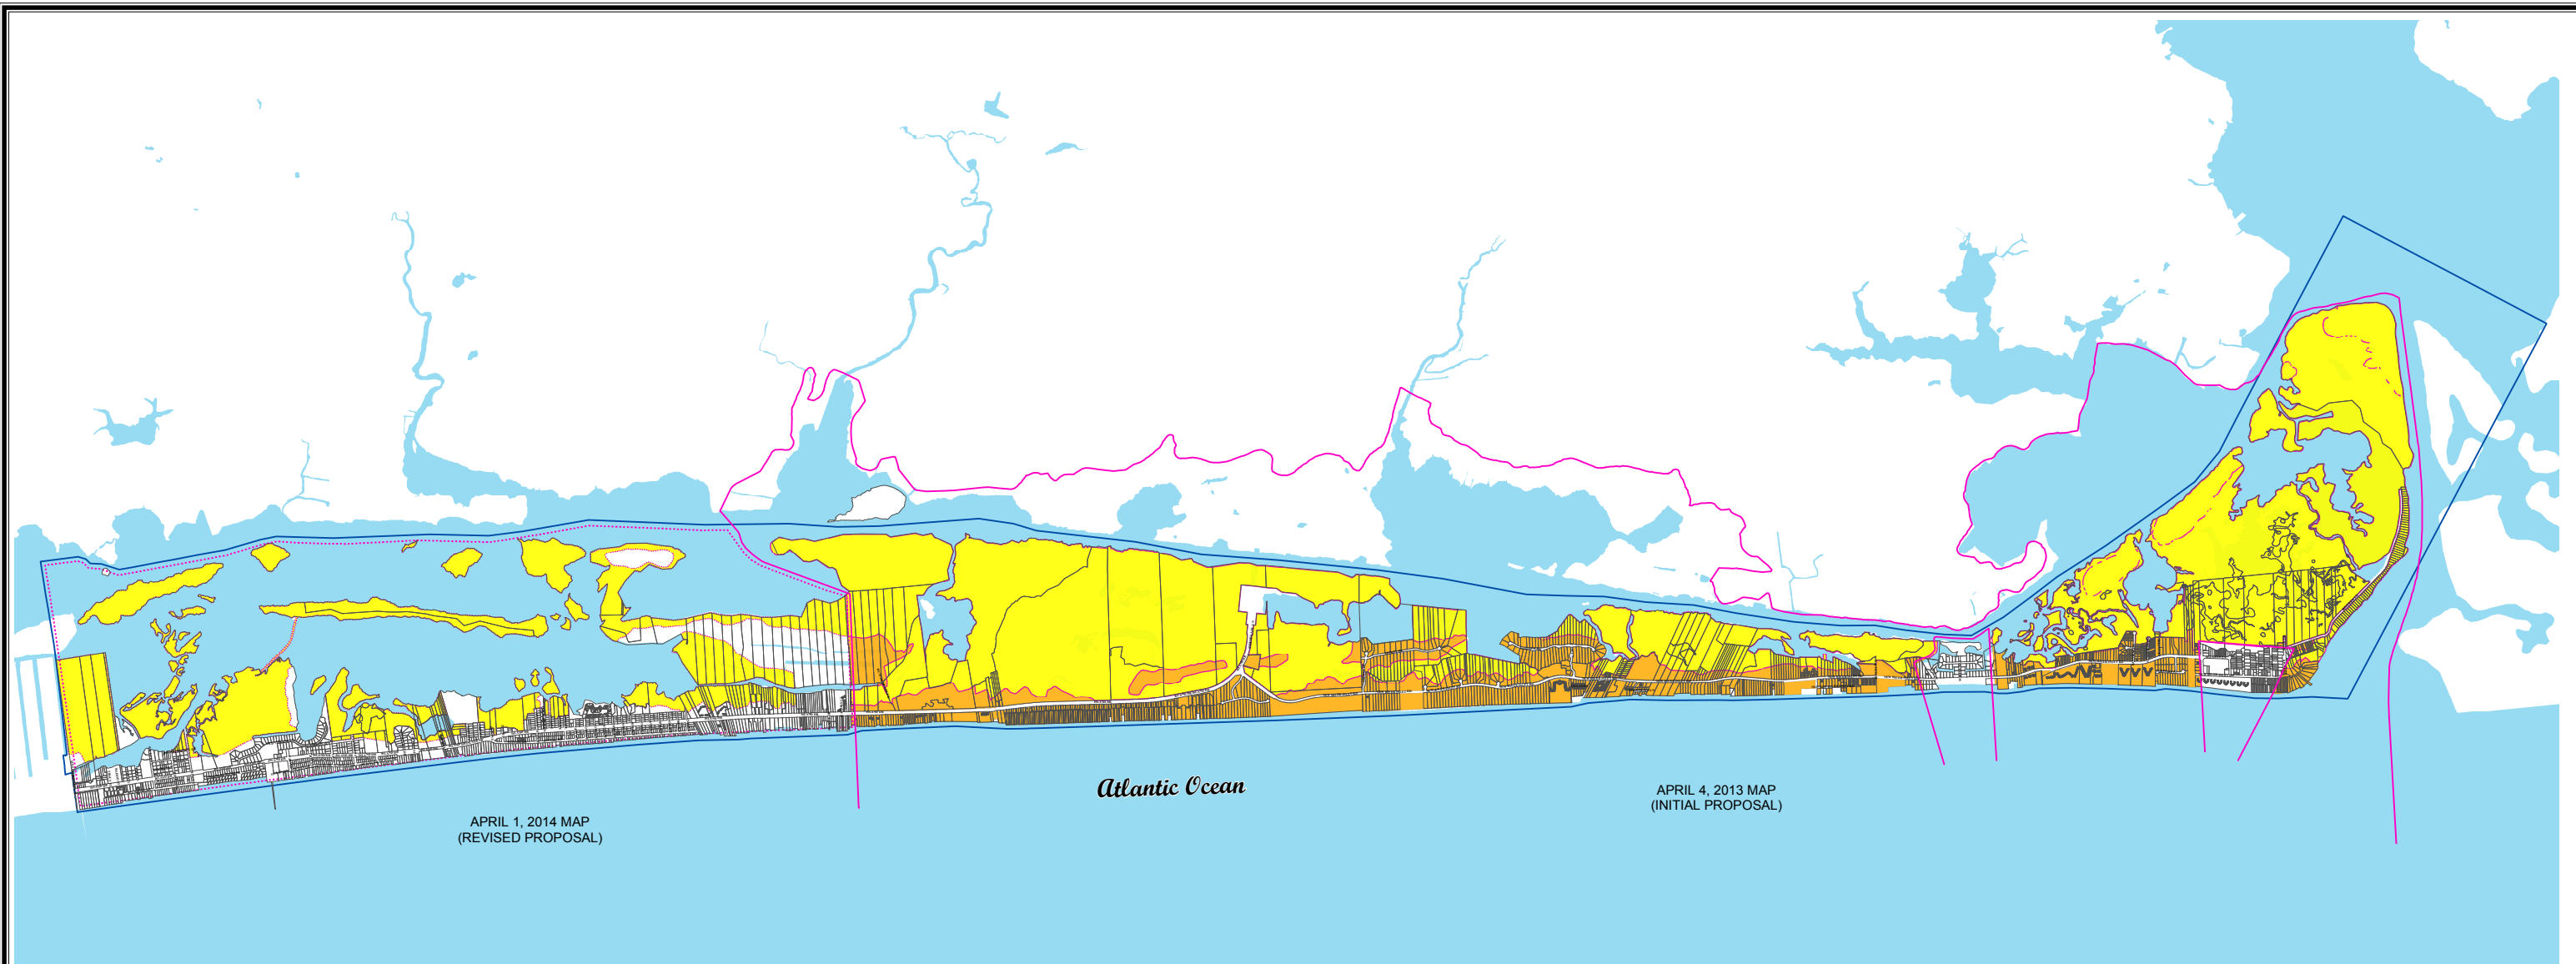 Atlantic Ocean
APRIL 4, 2013 MAP
(INITIAL PROPOSAL)
APRIL 1, 2014 MAP
(REVISED PROPOSAL)